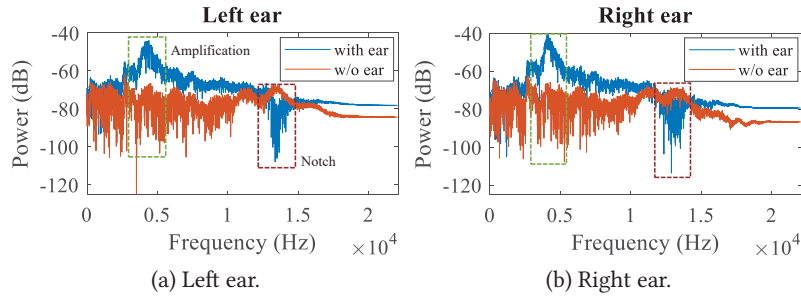 Left ear
Power (dB)
-40
-60
-80
-100
-120
Amplification
with ear
w/o ear
Notch
0
0.5
1
1.5
2
Frequency (Hz)
×10^4
(a) Left ear.
Right ear
Power (dB)
-40
-60
-80
-100
-120
with ear
w/o ear
0
0.5
1
1.5
2
Frequency (Hz)
×10^4
(b) Right ear.